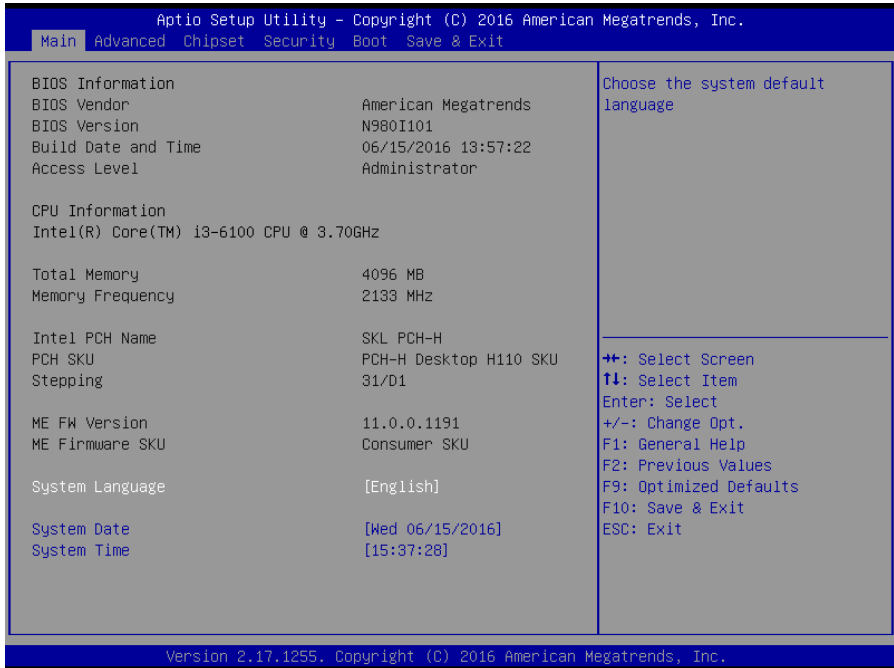 Aptio Setup Utility – Copyright (C) 2016 American Megatrends, Inc.
Main Advanced Chipset Security Boot Save & Exit
BIOS Information
BIOS Vendor American Megatrends
BIOS Version N980I101
Build Date and Time 06/15/2016 13:57:22
Access Level Administrator
CPU Information
Intel(R) Core(TM) i3-6100 CPU @ 3.70GHz
Total Memory 4096 MB
Memory Frequency 2133 MHz
Intel PCH Name SKL PCH-H
PCH SKU PCH-H Desktop H110 SKU
Stepping 31/D1
ME FW Version 11.0.0.1191
ME Firmware SKU Consumer SKU
System Language [English]
System Date [Wed 06/15/2016]
System Time [15:37:28]
Choose the system default
language
→←: Select Screen
↑↓: Select Item
Enter: Select
+/-: Change Opt.
F1: General Help
F2: Previous Values
F9: Optimized Defaults
F10: Save & Exit
ESC: Exit
Version 2.17.1255. Copyright (C) 2016 American Megatrends, Inc.